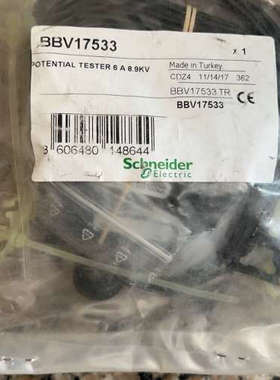 BBV17533
x 1
POTENTIAL TESTER 6 A 8.9KV
Made in Turkey
CDZ4 11/14/17 362
BBV17533 TR
BBV17533
CE
3 606480 148644
Schneider
Electric